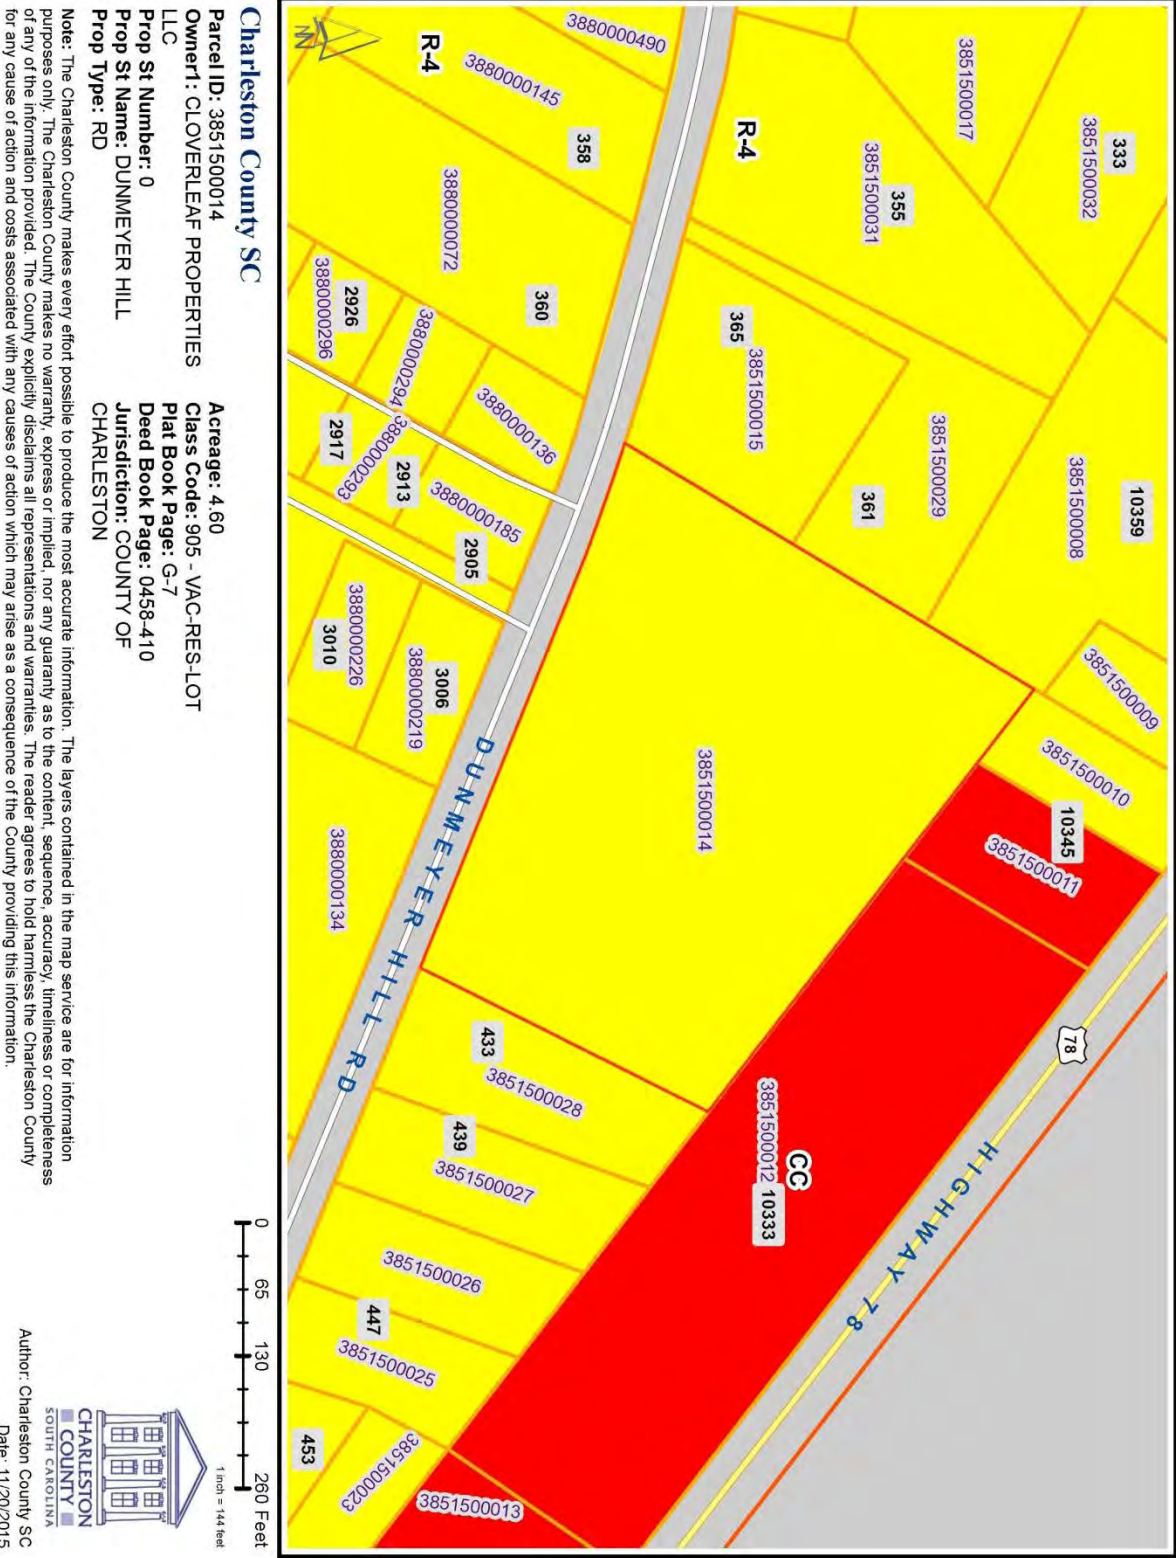 333
3851500032
3851500017
355
3851500031
R-4
3880000490
3880000145
R-4
358
3880000072
360
365
3851500015
3851500029
361
10359
3851500008
3851500009
3851500010
10345
3851500011
2926
3880000296
3880000294
3880000136
3880000293
2917
2913
3880000185
2905
3880000226
3010
3006
3880000219
3880000134
3851500014
DUNMEYER HILL RD
78
HIGHWAY 78
CC
3851500012
10333
433
3851500028
439
3851500027
3851500026
447
3851500025
453
3851500023
3851500013
Charleston County SC
Parcel ID: 3851500014
Owner1: CLOVERLEAF PROPERTIES
LLC
Prop St Number: 0
Prop St Name: DUNMEYER HILL
Prop Type: RD
Acreage: 4.60
Class Code: 905 - VAC-RES-LOT
Plat Book Page: G-7
Deed Book Page: 0458-410
Jurisdiction: COUNTY OF
CHARLESTON
0 65 130 260 Feet
1 inch = 144 feet
Note: The Charleston County makes every effort possible to produce the most accurate information. The layers contained in the map service are for information
purposes only. The Charleston County makes no warranty, express or implied, nor any guaranty as to the content, sequence, accuracy, timeliness or completeness
of any of the information provided. The County explicitly disclaims all representations and warranties. The reader agrees to hold harmless the Charleston County
for any cause of action and costs associated with any causes of action which may arise as a consequence of the County providing this information.
CHARLESTON
COUNTY
SOUTH CAROLINA
Author: Charleston County SC
Date: 11/20/2015